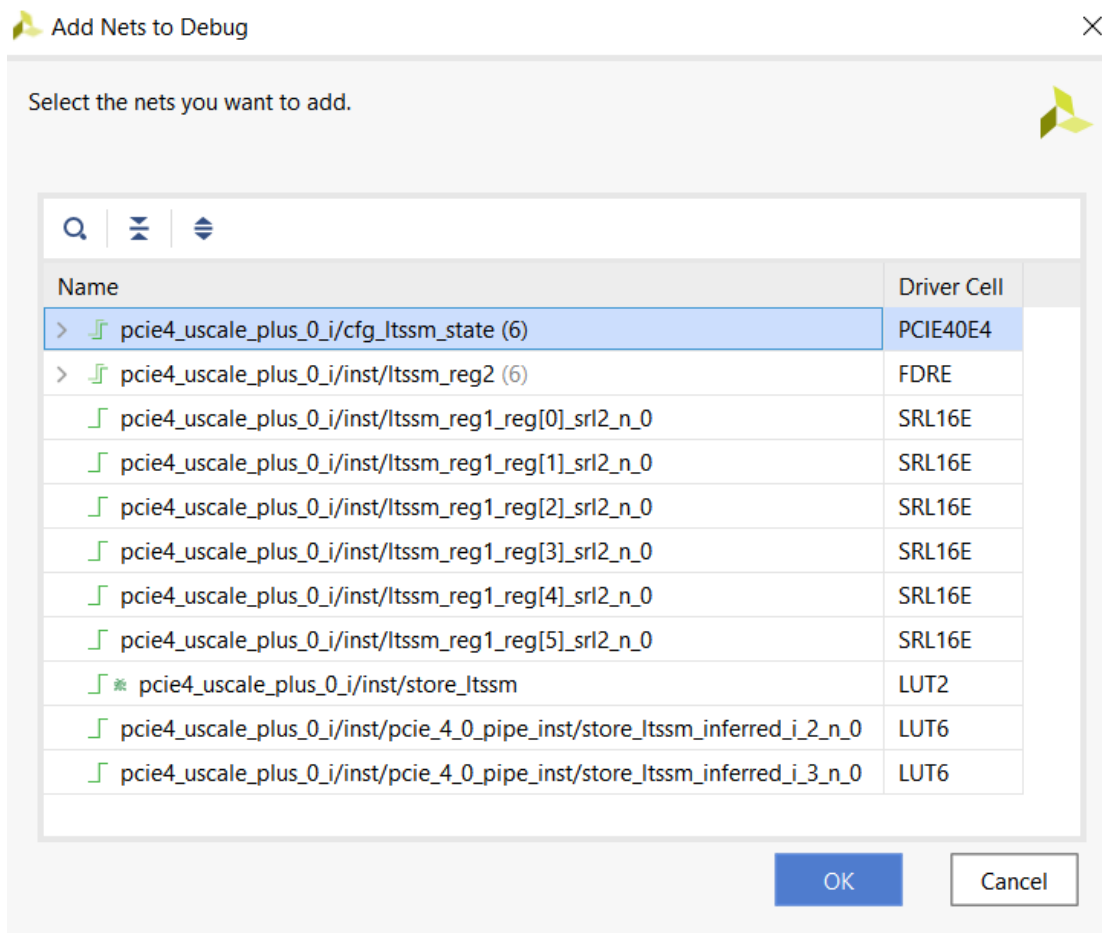 Add Nets to Debug
Select the nets you want to add.
Name Driver Cell
pcie4_uscale_plus_0_i/cfg_ltssm_state (6) PCIE40E4
pcie4_uscale_plus_0_i/inst/ltssm_reg2 (6) FDRE
pcie4_uscale_plus_0_i/inst/ltssm_reg1_reg[0]_srl2_n_0 SRL16E
pcie4_uscale_plus_0_i/inst/ltssm_reg1_reg[1]_srl2_n_0 SRL16E
pcie4_uscale_plus_0_i/inst/ltssm_reg1_reg[2]_srl2_n_0 SRL16E
pcie4_uscale_plus_0_i/inst/ltssm_reg1_reg[3]_srl2_n_0 SRL16E
pcie4_uscale_plus_0_i/inst/ltssm_reg1_reg[4]_srl2_n_0 SRL16E
pcie4_uscale_plus_0_i/inst/ltssm_reg1_reg[5]_srl2_n_0 SRL16E
pcie4_uscale_plus_0_i/inst/store_ltssm LUT2
pcie4_uscale_plus_0_i/inst/pcie_4_0_pipe_inst/store_ltssm_inferred_i_2_n_0 LUT6
pcie4_uscale_plus_0_i/inst/pcie_4_0_pipe_inst/store_ltssm_inferred_i_3_n_0 LUT6
OK Cancel